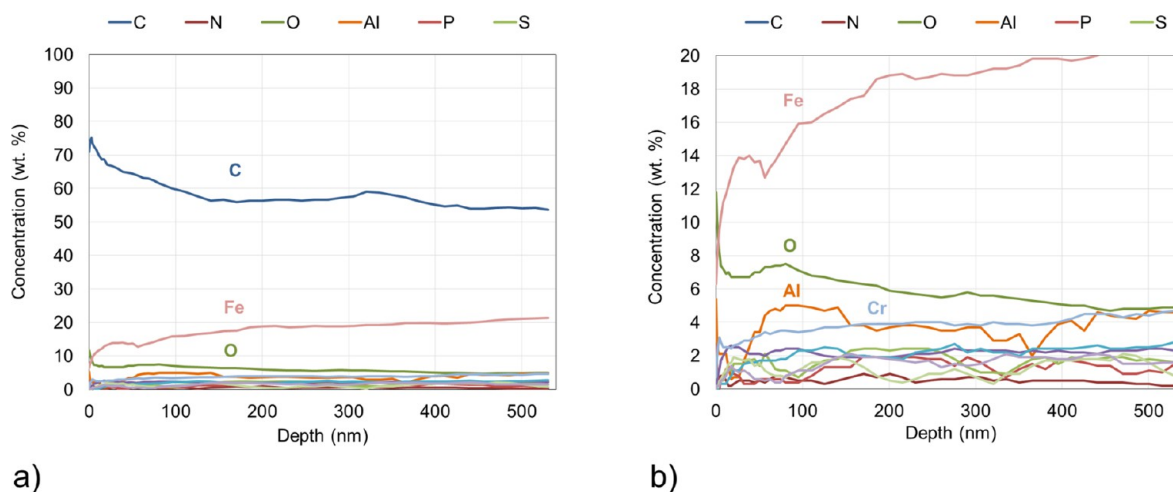 C N O Al P S
100
90
80
70
60
50
40
30
20
10
0
Concentration (wt. %)
C
Fe
O
0 100 200 300 400 500
Depth (nm)
a)
C N O Al P S
20
18
16
14
12
10
8
6
4
2
0
Concentration (wt. %)
Fe
O
Al
Cr
0 100 200 300 400 500
Depth (nm)
b)